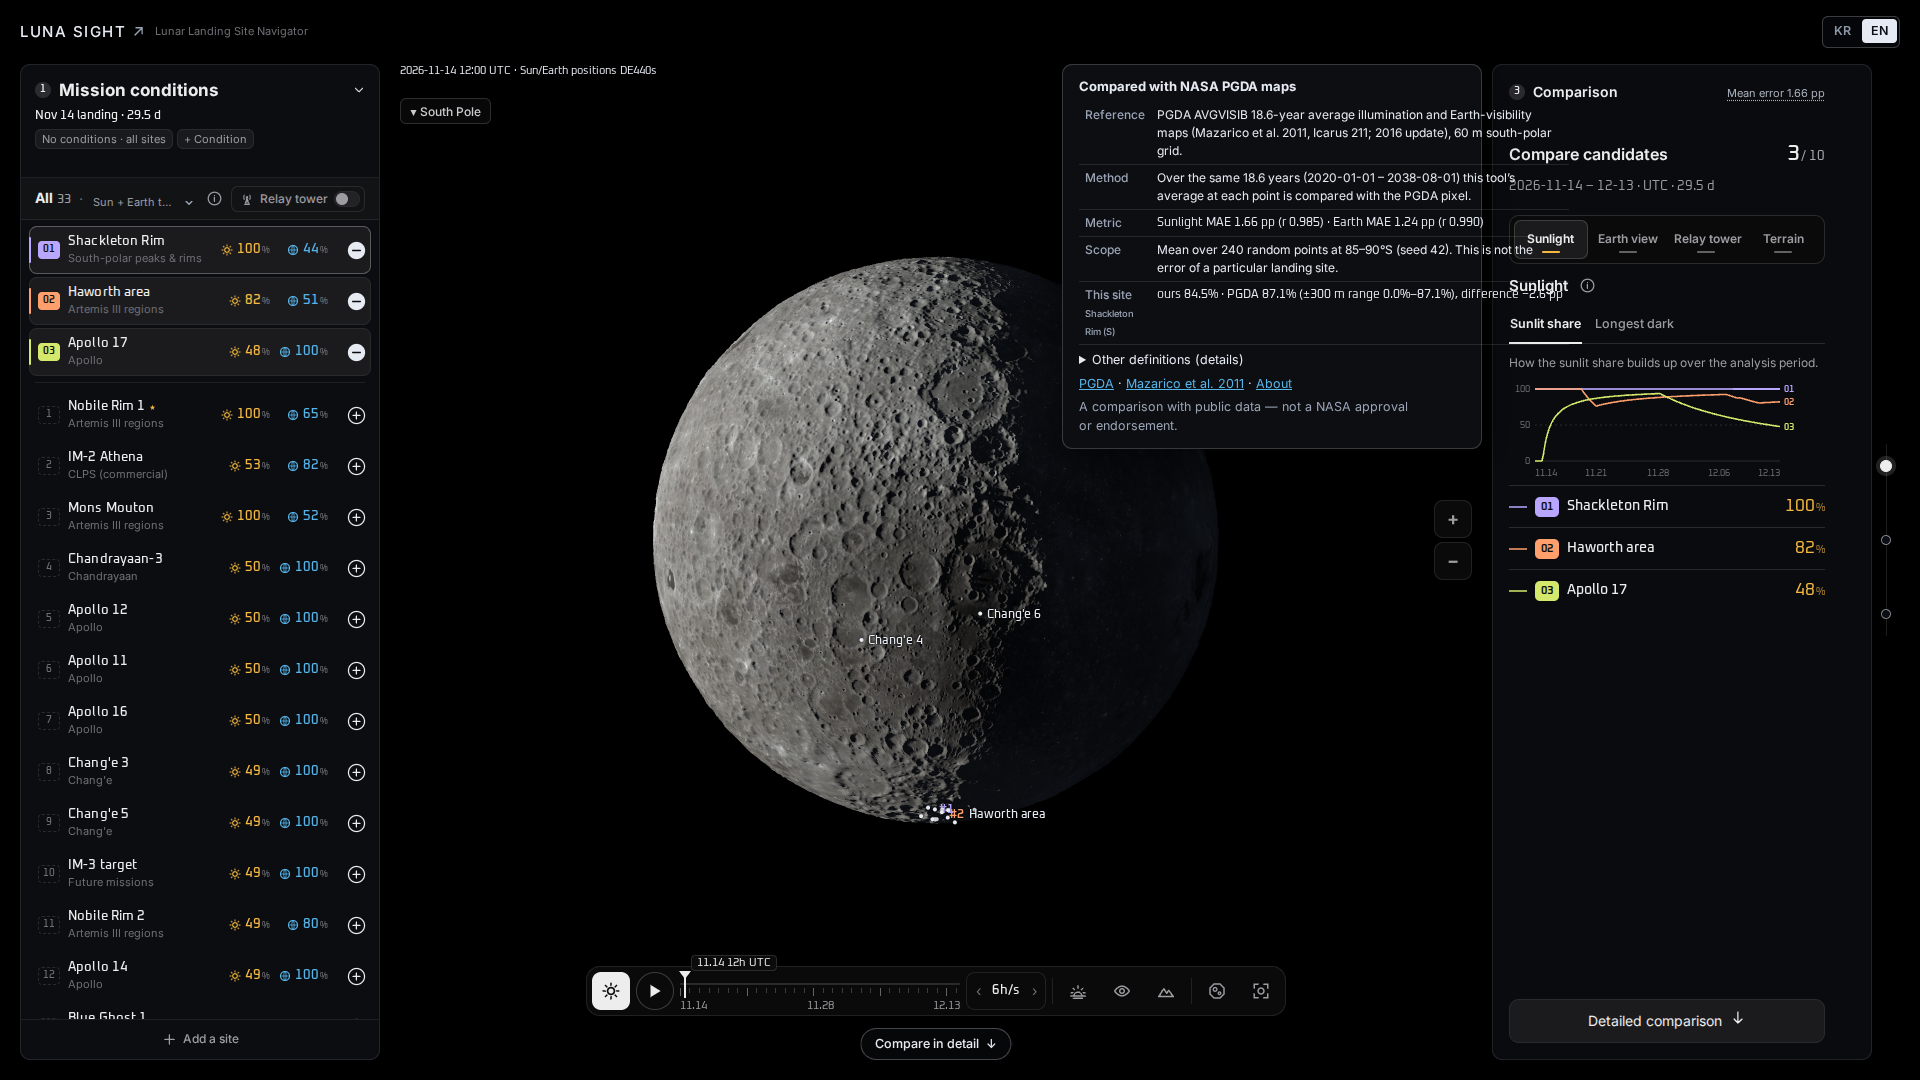 LUNA SIGHT ↗ Lunar Landing Site Navigator
KR EN
1 Mission conditions
Nov 14 landing · 29.5 d
No conditions · all sites + Condition
All 33 · Sun + Earth t... Relay tower
01 Shackleton Rim 100% 44%
South-polar peaks & rims
02 Haworth area 82% 51%
Artemis III regions
03 Apollo 17 48% 100%
Apollo
1 Nobile Rim 1 ★ 100% 65%
Artemis III regions
2 IM-2 Athena 53% 82%
CLPS (commercial)
3 Mons Mouton 100% 52%
Artemis III regions
4 Chandrayaan-3 50% 100%
Chandrayaan
5 Apollo 12 50% 100%
Apollo
6 Apollo 11 50% 100%
Apollo
7 Apollo 16 50% 100%
Apollo
8 Chang'e 3 49% 100%
Chang'e
9 Chang'e 5 49% 100%
Chang'e
10 IM-3 target 49% 100%
Future missions
11 Nobile Rim 2 49% 80%
Artemis III regions
12 Apollo 14 49% 100%
Apollo
Blue Ghost 1
+ Add a site
2026-11-14 12:00 UTC · Sun/Earth positions DE440s
▾ South Pole
Chang'e 6
Chang'e 4
#1
#2 Haworth area
11.14 12h UTC
11.14 11.28 12.13
‹ 6h/s ›
Compare in detail ↓
Compared with NASA PGDA maps
Reference PGDA AVGVISIB 18.6-year average illumination and Earth-visibility
maps (Mazarico et al. 2011, Icarus 211; 2016 update), 60 m south-polar
grid.
Method Over the same 18.6 years (2020-01-01 – 2038-08-01) this tool's
average at each point is compared with the PGDA pixel.
Metric Sunlight MAE 1.66 pp (r 0.985) · Earth MAE 1.24 pp (r 0.990)
Scope Mean over 240 random points at 85–90°S (seed 42). This is not the
error of a particular landing site.
This site ours 84.5% · PGDA 87.1% (±300 m range 0.0%–87.1%), difference −2.6 pp
Shackleton
Rim (S)
▶ Other definitions (details)
PGDA · Mazarico et al. 2011 · About
A comparison with public data — not a NASA approval
or endorsement.
+
−
3 Comparison Mean error 1.66 pp
Compare candidates 3 / 10
2026-11-14 – 12-13 · UTC · 29.5 d
Sunlight Earth view Relay tower Terrain
Sunlight
Sunlit share Longest dark
How the sunlit share builds up over the analysis period.
100 01
02
50 03
0
11.14 11.21 11.28 12.06 12.13
01 Shackleton Rim 100%
02 Haworth area 82%
03 Apollo 17 48%
Detailed comparison ↓